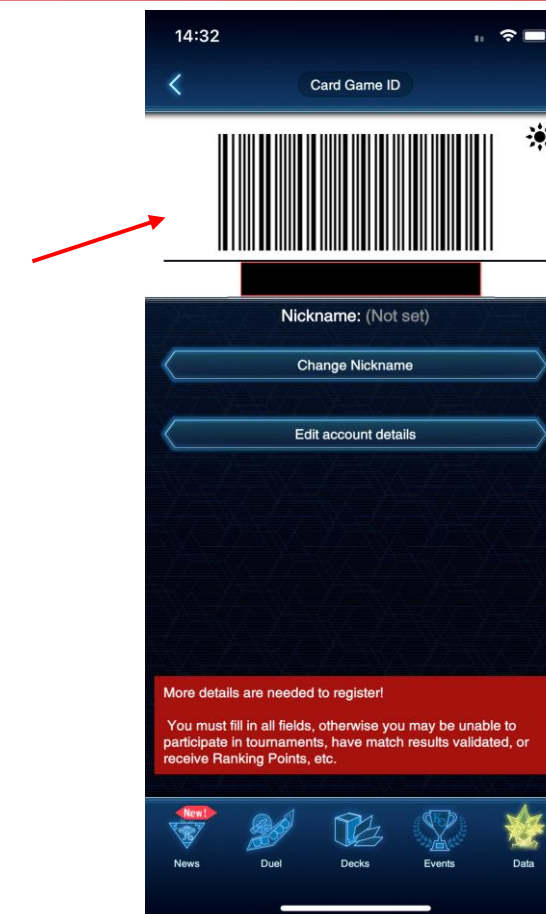 14:32
Card Game ID
Nickname: (Not set)
Change Nickname
Edit account details
More details are needed to register!
You must fill in all fields, otherwise you may be unable to
participate in tournaments, have match results validated, or
receive Ranking Points, etc.
New!
News
Duel
Decks
Events
Data